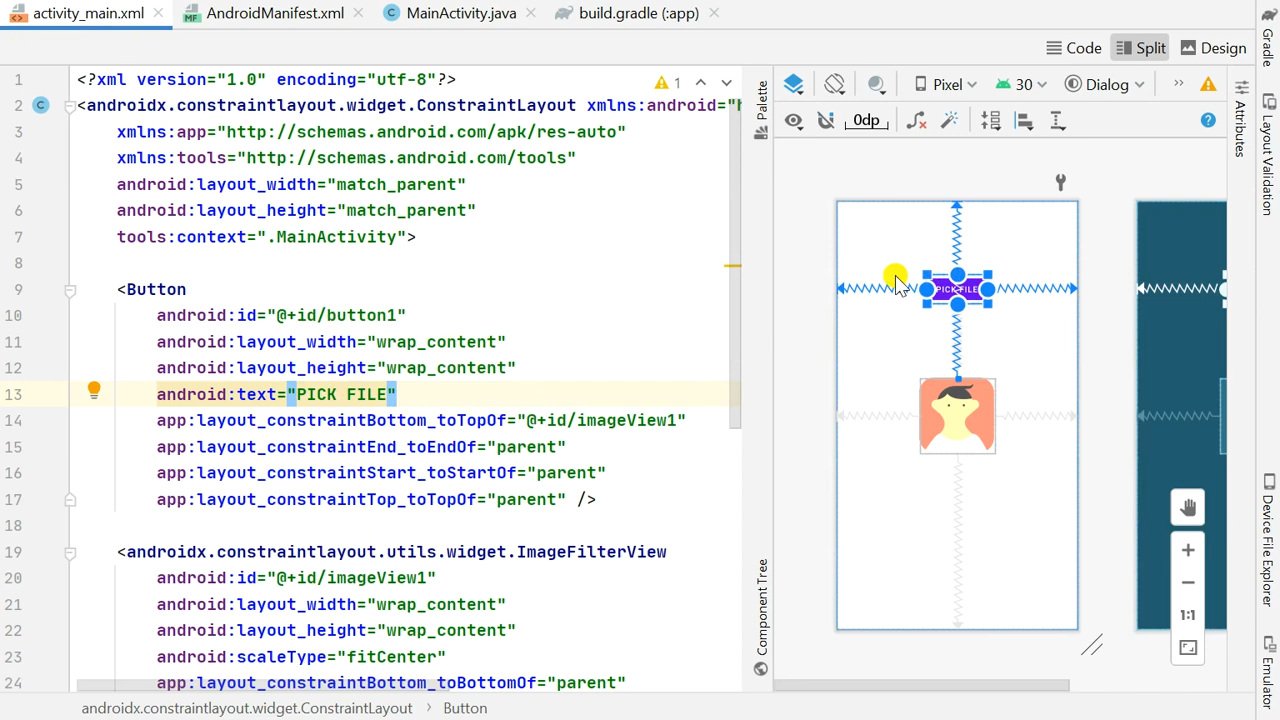 activity_main.xml AndroidManifest.xml MainActivity.java build.gradle (:app)
Code Split Design
1 <?xml version="1.0" encoding="utf-8"?> 1
2 <androidx.constraintlayout.widget.ConstraintLayout xmlns:android="h
3 xmlns:app="http://schemas.android.com/apk/res-auto"
4 xmlns:tools="http://schemas.android.com/tools"
5 android:layout_width="match_parent"
6 android:layout_height="match_parent"
7 tools:context=".MainActivity">
8
9 <Button
10 android:id="@+id/button1"
11 android:layout_width="wrap_content"
12 android:layout_height="wrap_content"
13 android:text="PICK FILE"
14 app:layout_constraintBottom_toTopOf="@+id/imageView1"
15 app:layout_constraintEnd_toEndOf="parent"
16 app:layout_constraintStart_toStartOf="parent"
17 app:layout_constraintTop_toTopOf="parent" />
18
19 <androidx.constraintlayout.utils.widget.ImageFilterView
20 android:id="@+id/imageView1"
21 android:layout_width="wrap_content"
22 android:layout_height="wrap_content"
23 android:scaleType="fitCenter"
24 app:layout_constraintBottom_toBottomOf="parent"
androidx.constraintlayout.widget.ConstraintLayout › Button
Palette
Component Tree
Pixel 30 Dialog
0dp
?
PICK FILE
1:1
Attributes
Gradle
Layout Validation
Device File Explorer
Emulator